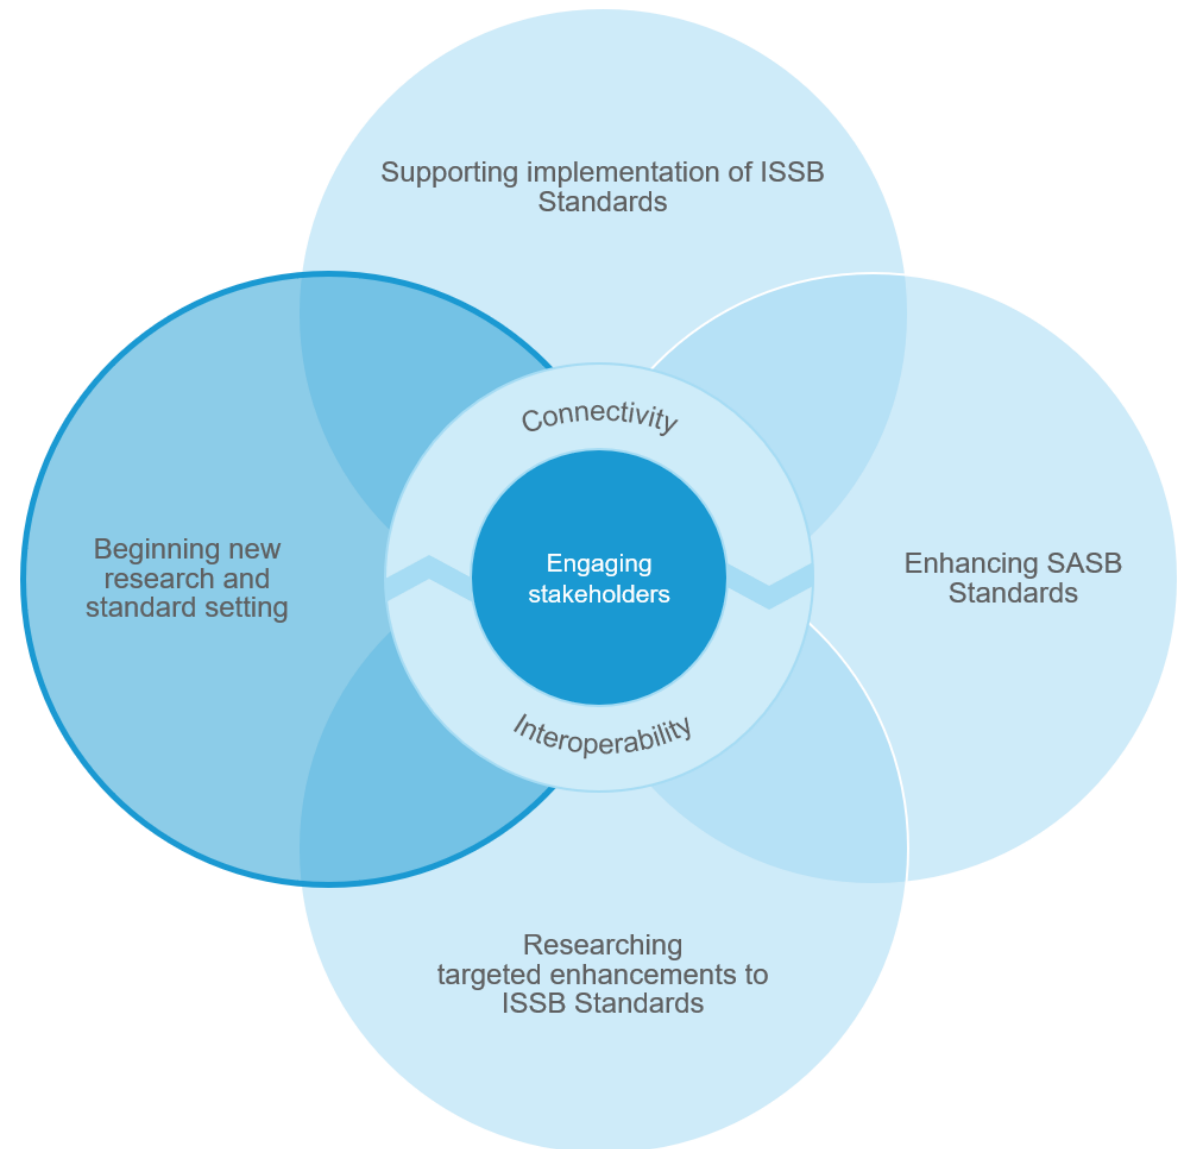 Supporting implementation of ISSB
Standards
Connectivity
Beginning new
research and
standard setting
Engaging
stakeholders
Enhancing SASB
Standards
Interoperability
Researching
targeted enhancements to
ISSB Standards